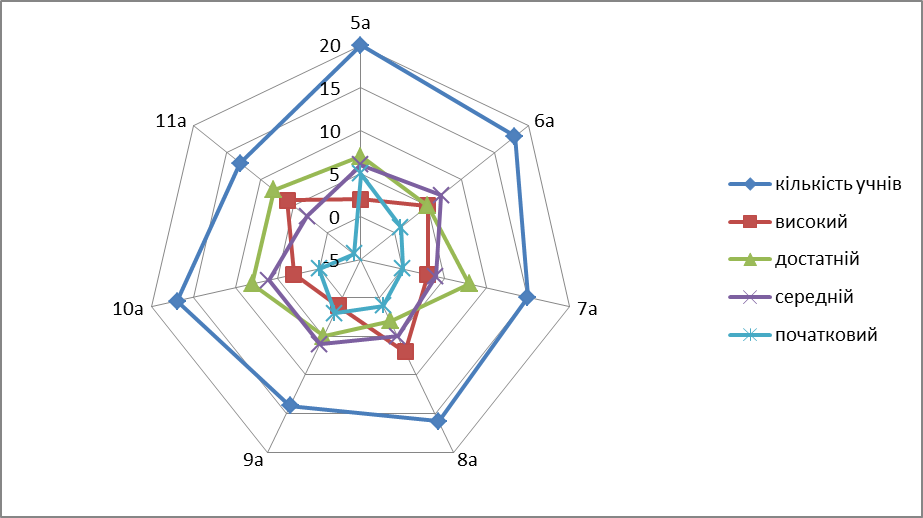 5а
20
15
10
5
0
-5
6а
7а
8а
9а
10а
11а
кількість учнів
високий
достатній
середній
початковий